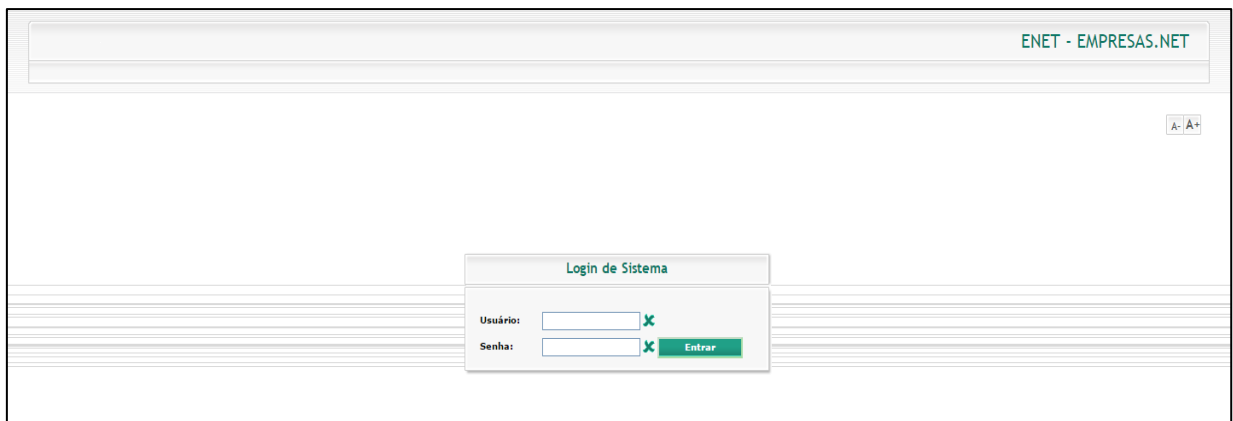 ENET - EMPRESAS.NET
A- A+
Login de Sistema
Usuário:
Senha:
Entrar